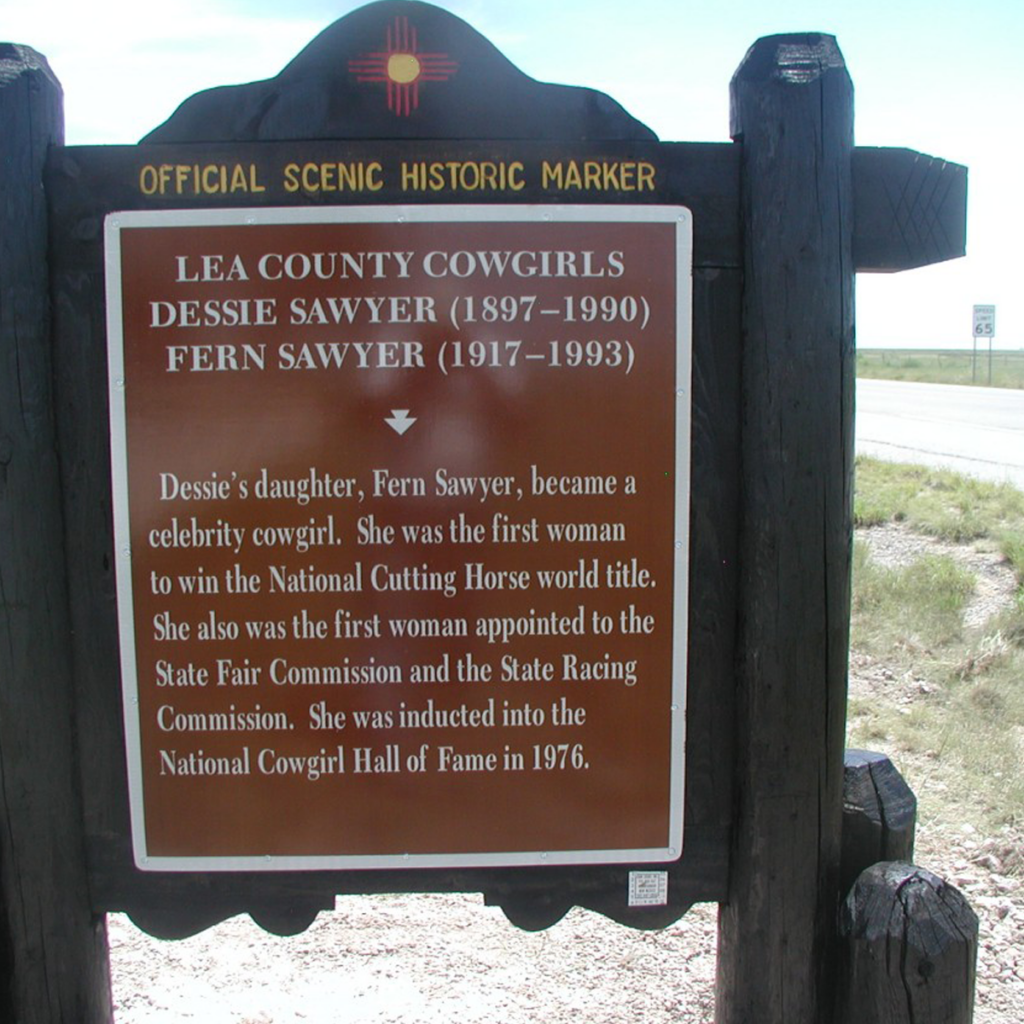 OFFICIAL SCENIC HISTORIC MARKER
LEA COUNTY COWGIRLS
DESSIE SAWYER (1897–1990)
FERN SAWYER (1917–1993)
Dessie's daughter, Fern Sawyer, became a
celebrity cowgirl. She was the first woman
to win the National Cutting Horse world title.
She also was the first woman appointed to the
State Fair Commission and the State Racing
Commission. She was inducted into the
National Cowgirl Hall of Fame in 1976.
SPEED
LIMIT
65